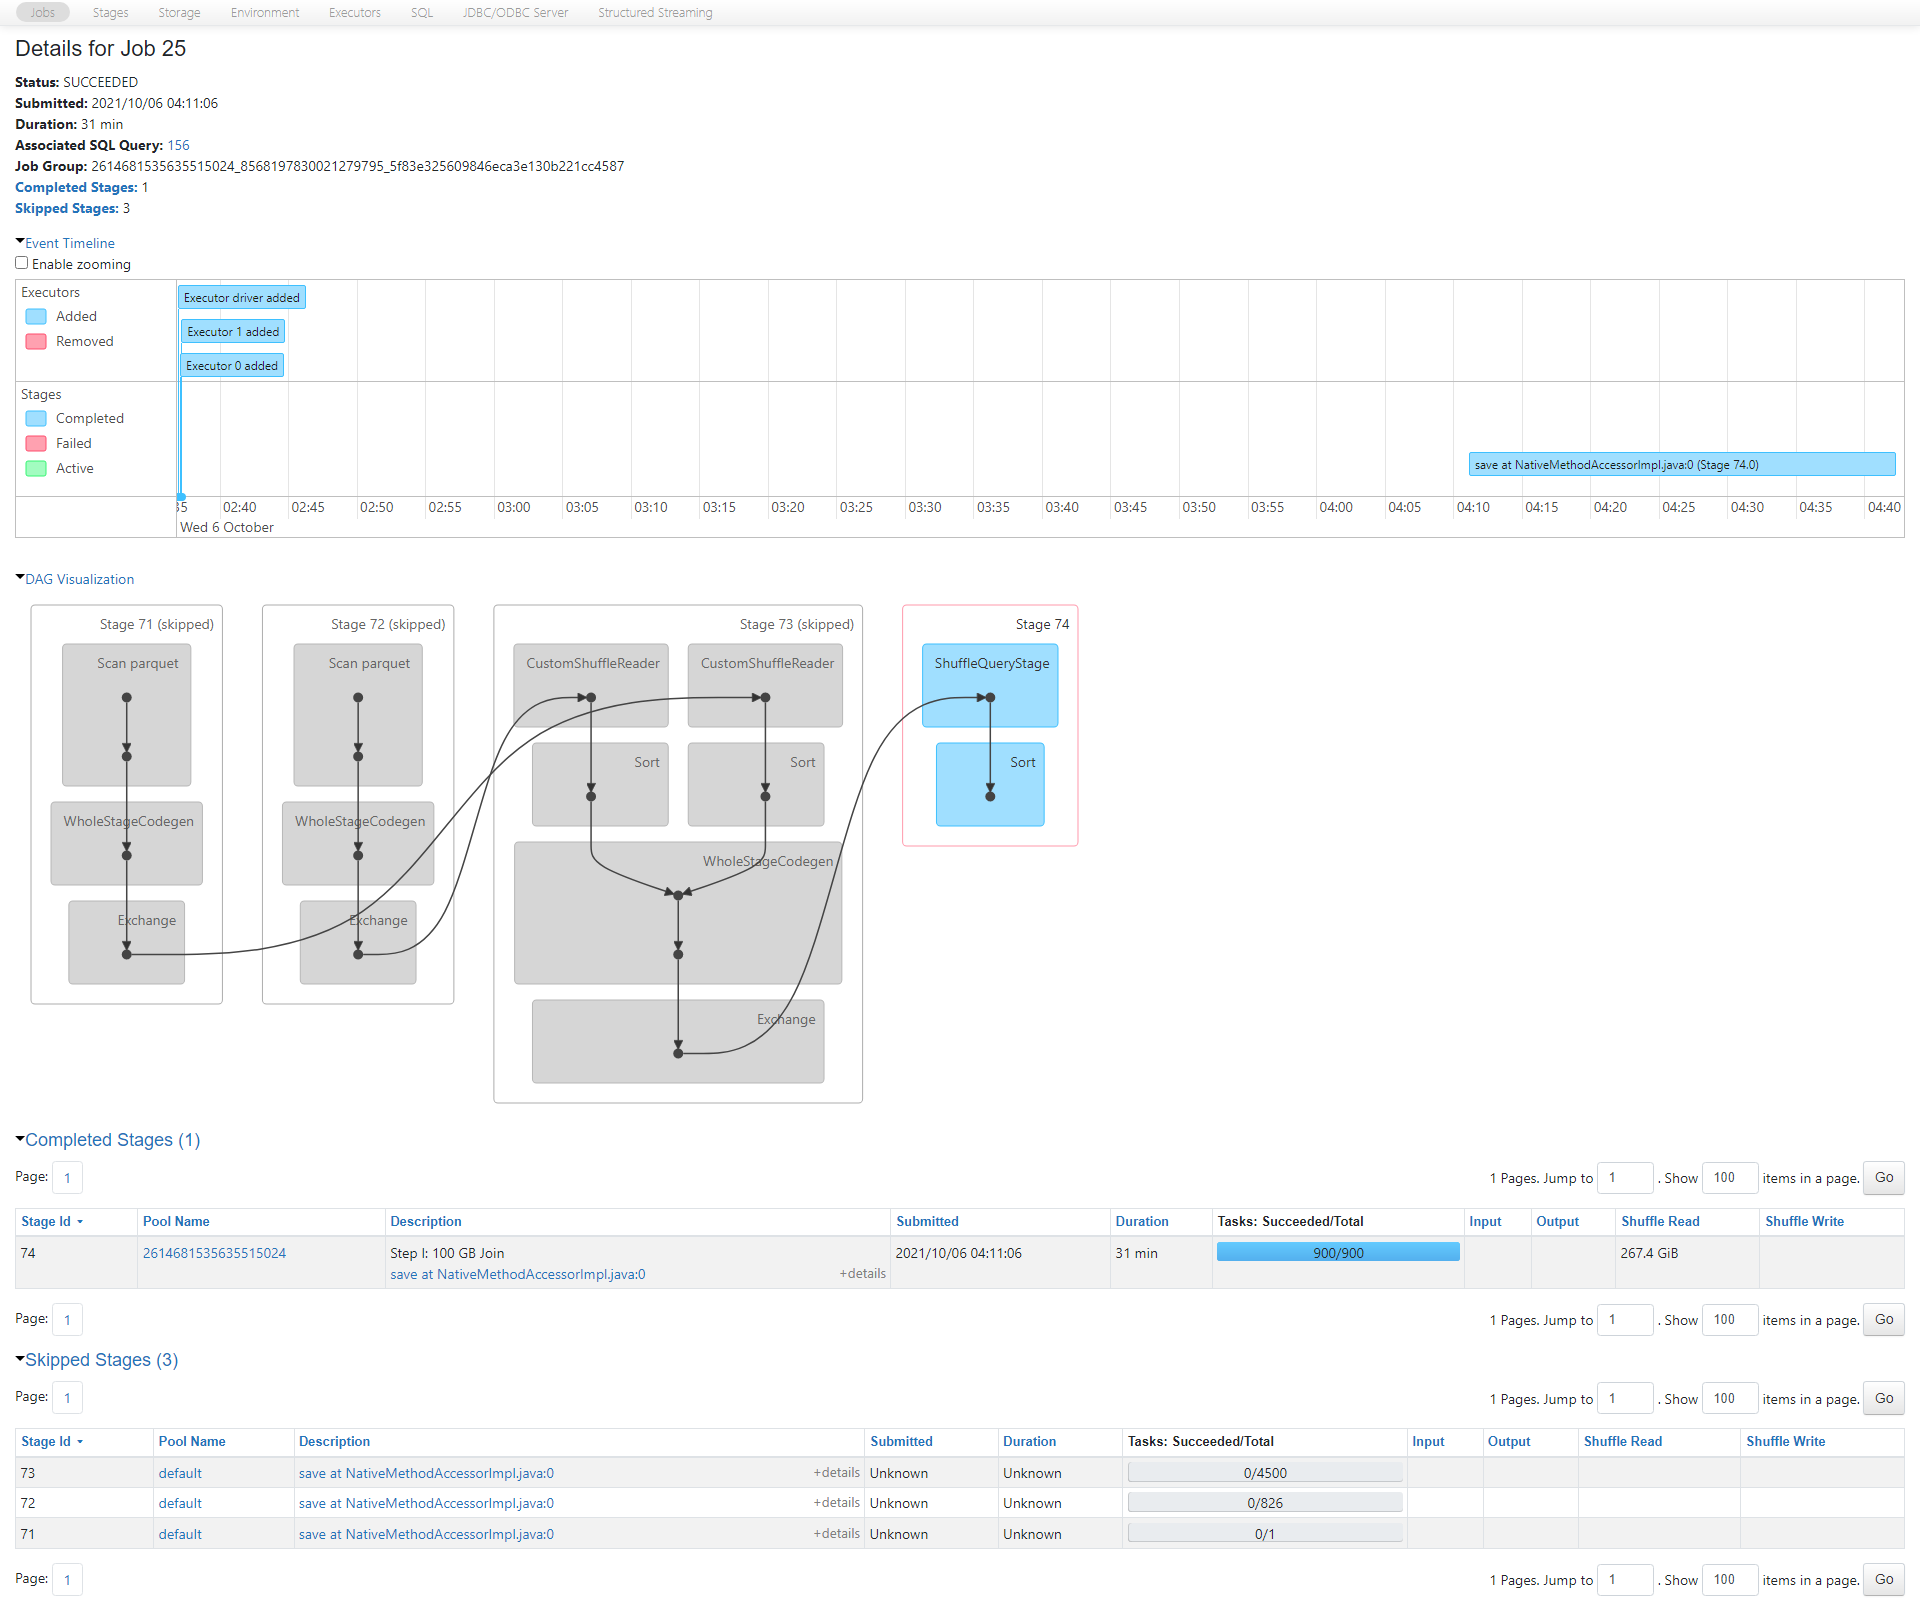 Jobs Stages Storage Environment Executors SQL JDBC/ODBC Server Structured Streaming
Details for Job 25
Status: SUCCEEDED
Submitted: 2021/10/06 04:11:06
Duration: 31 min
Associated SQL Query: 156
Job Group: 2614681535635515024_8568197830021279795_5f83e325609846eca3e130b221cc4587
Completed Stages: 1
Skipped Stages: 3
Event Timeline
Enable zooming
Executors
Added
Removed
Executor driver added
Executor 1 added
Executor 0 added
Stages
Completed
Failed
Active
save at NativeMethodAccessorImpl.java:0 (Stage 74.0)
35 02:40 02:45 02:50 02:55 03:00 03:05 03:10 03:15 03:20 03:25 03:30 03:35 03:40 03:45 03:50 03:55 04:00 04:05 04:10 04:15 04:20 04:25 04:30 04:35 04:40
Wed 6 October
DAG Visualization
Stage 71 (skipped)
Scan parquet
WholeStageCodegen
Exchange
Stage 72 (skipped)
Scan parquet
WholeStageCodegen
Exchange
Stage 73 (skipped)
CustomShuffleReader CustomShuffleReader
Sort Sort
WholeStageCodegen
Exchange
Stage 74
ShuffleQueryStage
Sort
Completed Stages (1)
Page: 1 1 Pages. Jump to 1 . Show 100 items in a page. Go
Stage Id Pool Name Description Submitted Duration Tasks: Succeeded/Total Input Output Shuffle Read Shuffle Write
74 2614681535635515024 Step I: 100 GB Join 2021/10/06 04:11:06 31 min 900/900 267.4 GiB
save at NativeMethodAccessorImpl.java:0 +details
Page: 1 1 Pages. Jump to 1 . Show 100 items in a page. Go
Skipped Stages (3)
Page: 1 1 Pages. Jump to 1 . Show 100 items in a page. Go
Stage Id Pool Name Description Submitted Duration Tasks: Succeeded/Total Input Output Shuffle Read Shuffle Write
73 default save at NativeMethodAccessorImpl.java:0 +details Unknown Unknown 0/4500
72 default save at NativeMethodAccessorImpl.java:0 +details Unknown Unknown 0/826
71 default save at NativeMethodAccessorImpl.java:0 +details Unknown Unknown 0/1
Page: 1 1 Pages. Jump to 1 . Show 100 items in a page. Go